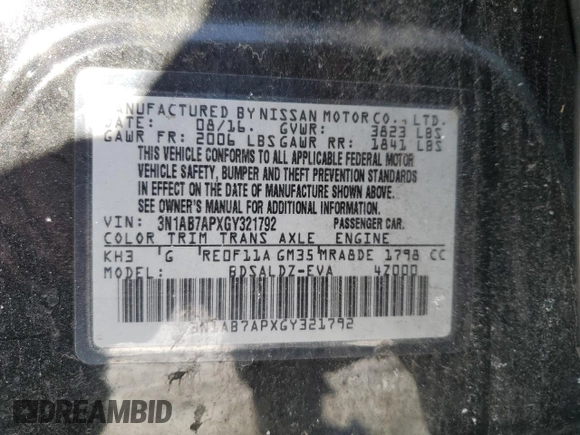 MANUFACTURED BY NISSAN MOTOR CO., LTD.
DATE: 08/16. GVWR: 3823 LBS
GAWR FR: 2006 LBS GAWR RR: 1841 LBS
THIS VEHICLE CONFORMS TO ALL APPLICABLE FEDERAL MOTOR
VEHICLE SAFETY, BUMPER AND THEFT PREVENTION STANDARDS
IN EFFECT ON THE DATE OF MANUFACTURE SHOWN ABOVE.
SEE OWNER'S MANUAL FOR ADDITIONAL INFORMATION.
VIN: 3N1AB7APXGY321792 PASSENGER CAR.
COLOR TRIM TRANS AXLE ENGINE
KH3 G RE0F11A GM35 MRA8DE 1798 CC
MODEL BDSALDZ-EVA 4Z000
3N1AB7APXGY321792
DREAMBID